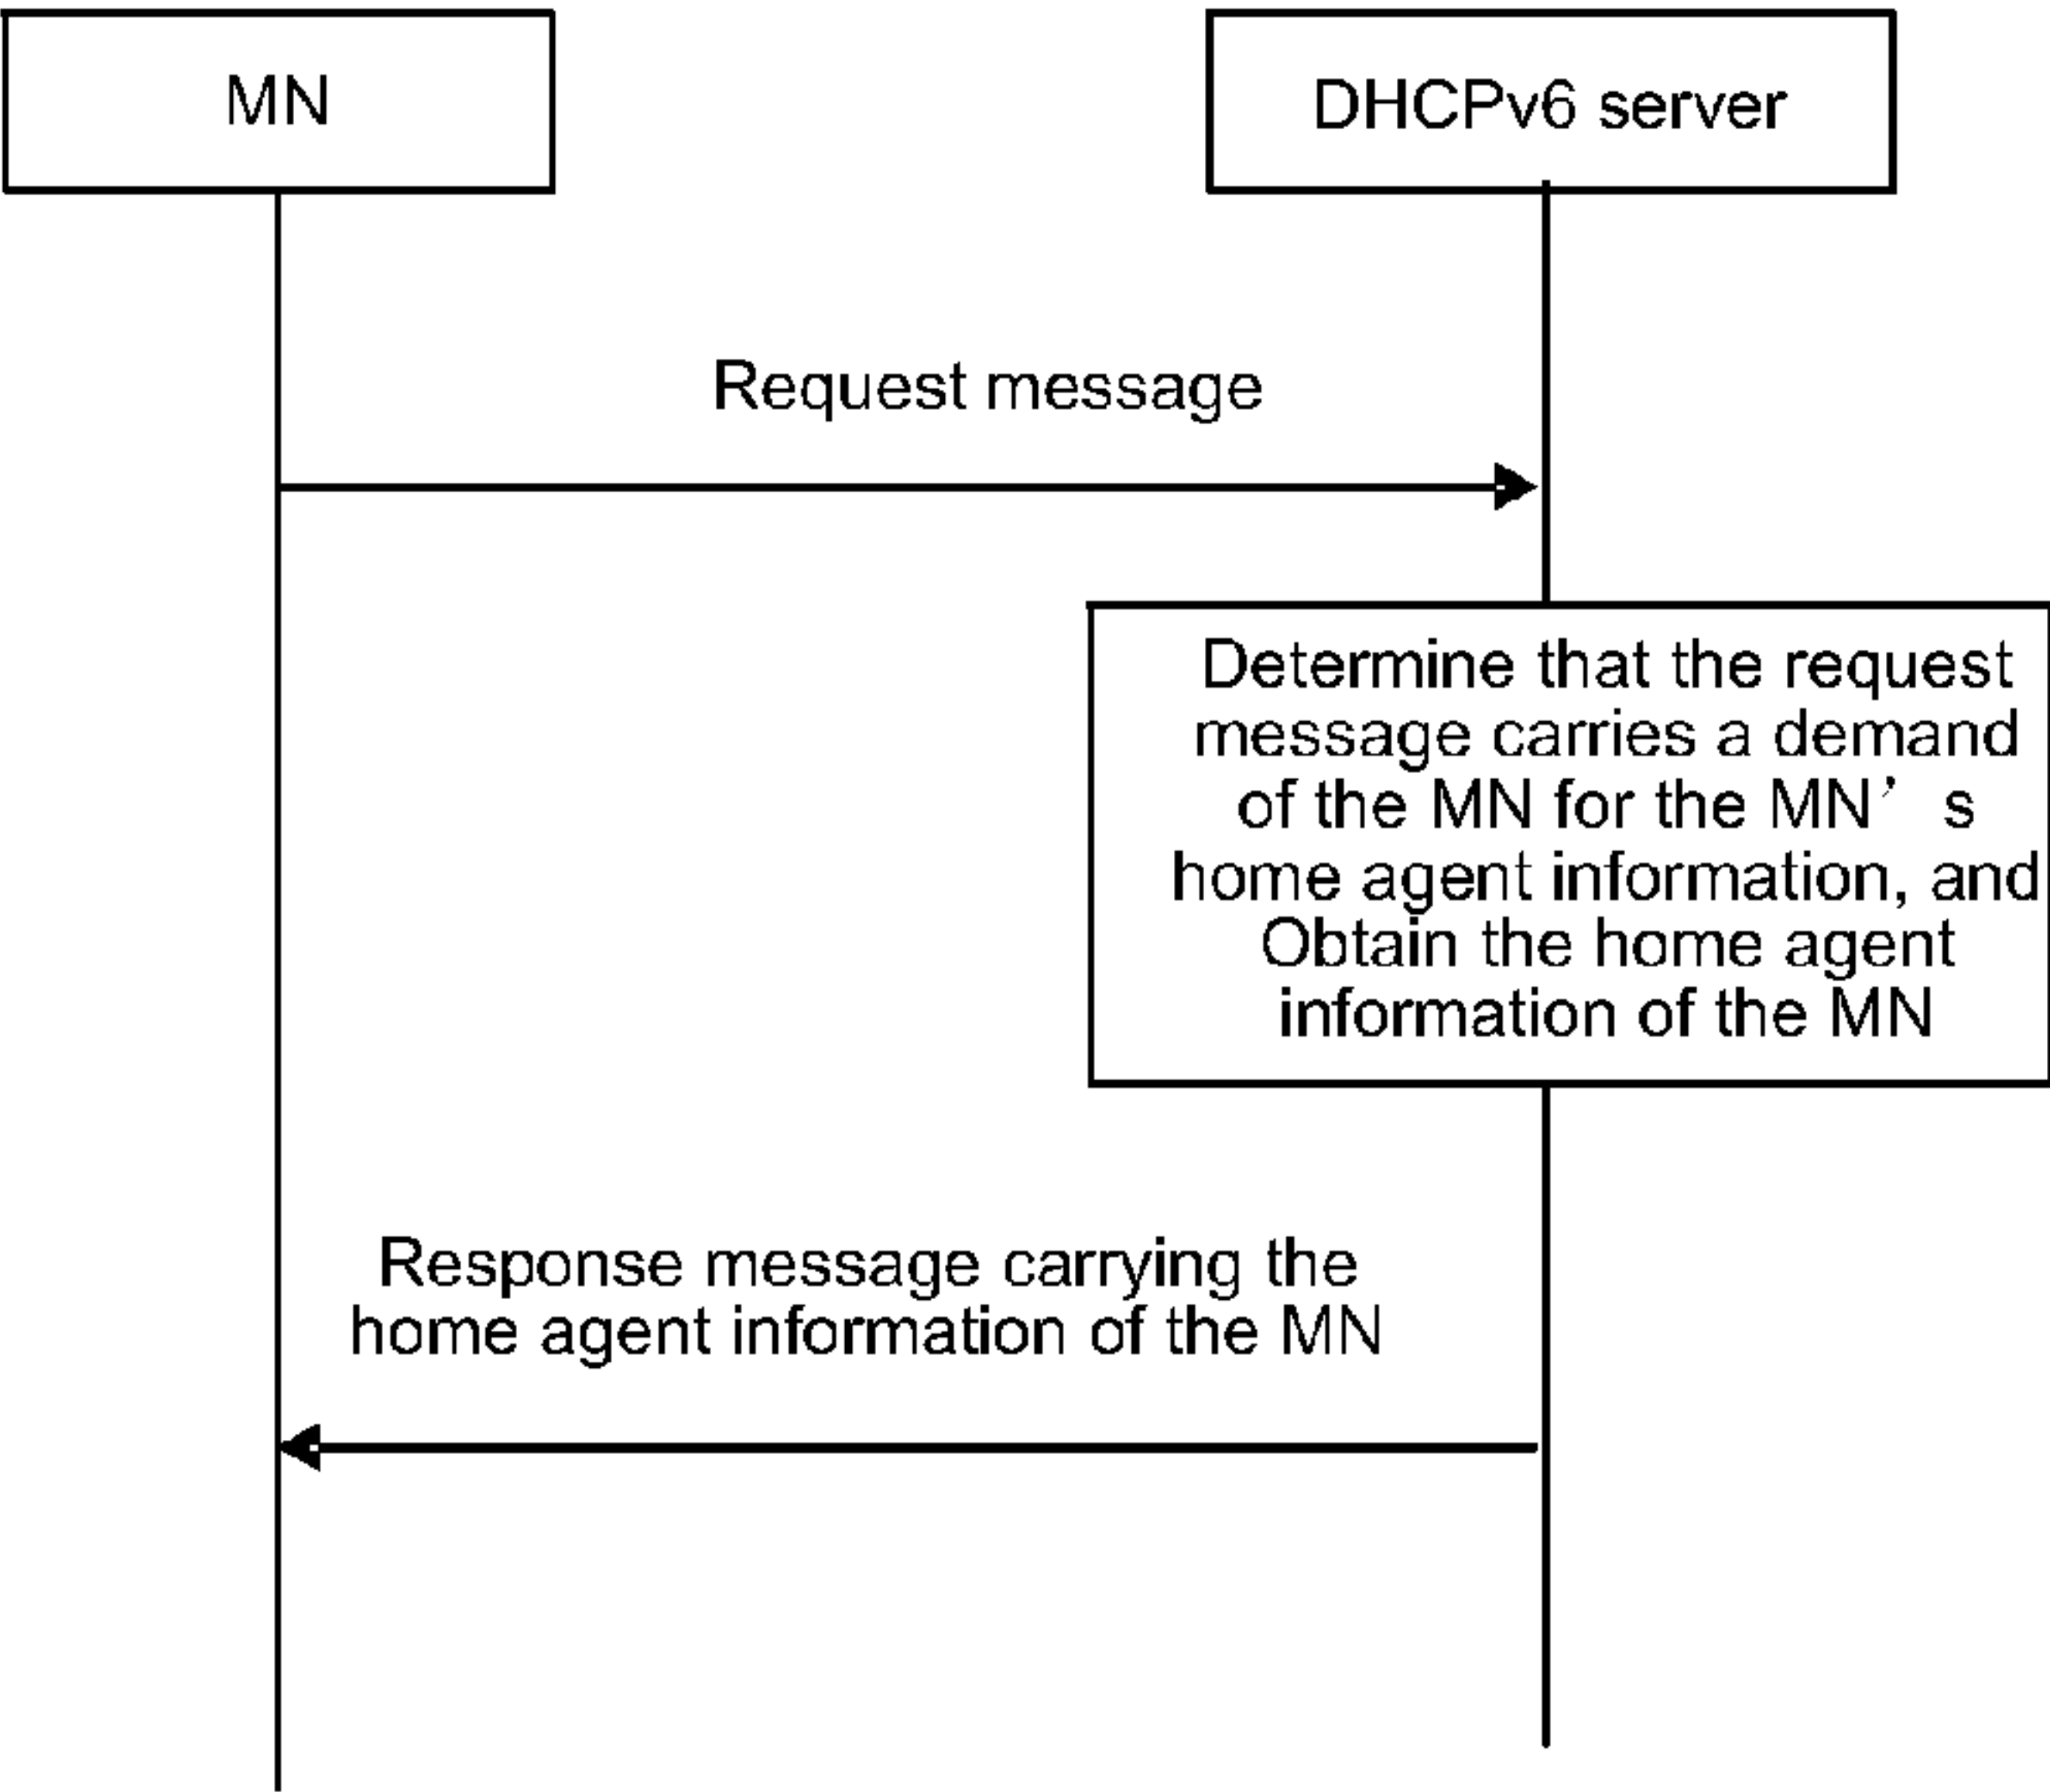 MN
DHCPv6 server
Request message
Determine that the request
message carries a demand
of the MN for the MN’ s
home agent information, and
Obtain the home agent
information of the MN
Response message carrying the
home agent information of the MN